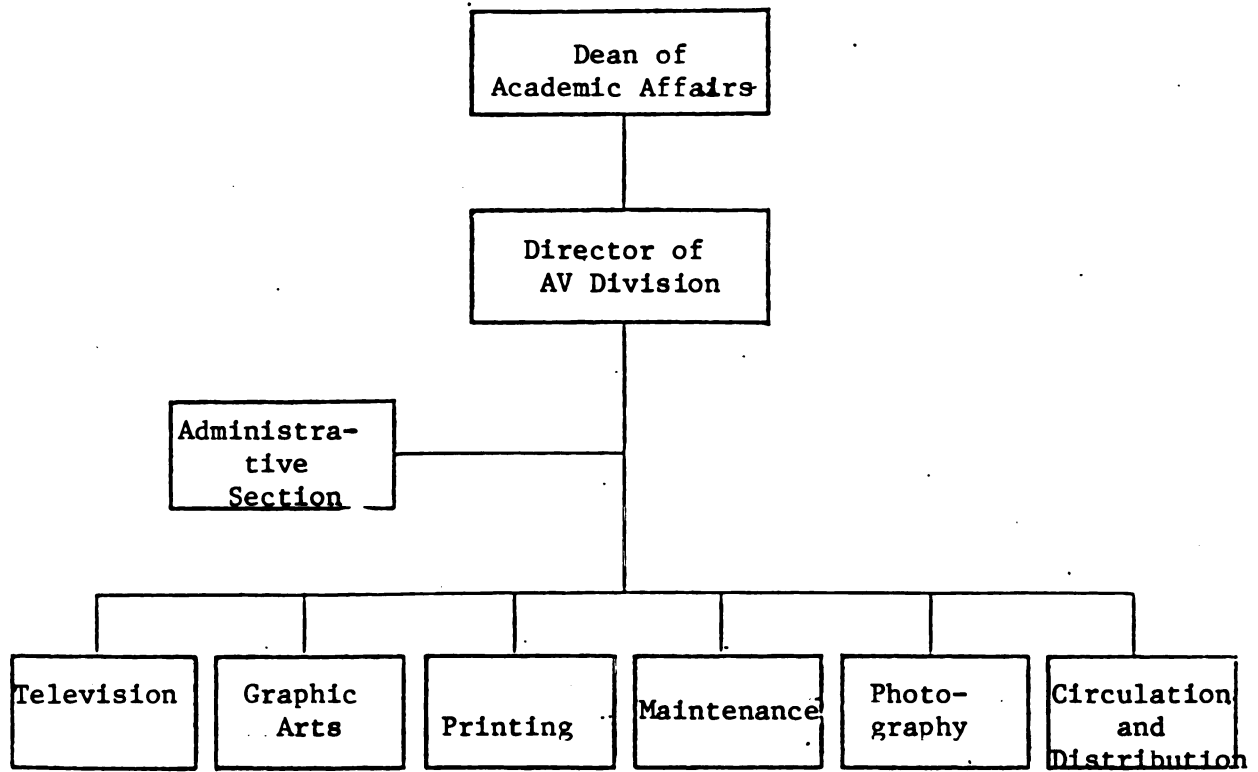 Dean of
Academic Affairs
Director of
AV Division
Administra-
tive
Section
Television
Graphic
Arts
Printing
Maintenance
Photo-
graphy
Circulation
and
Distribution